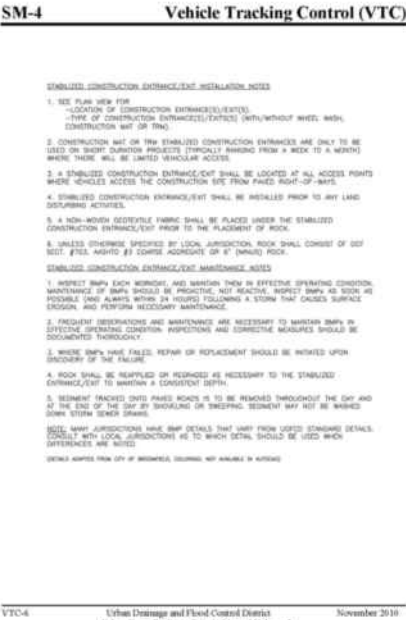 SM-4 Vehicle Tracking Control (VTC)
STABILIZED CONSTRUCTION ENTRANCE/EXIT INSTALLATION NOTES
1. SEE PLAN VIEW FOR
-LOCATION OF CONSTRUCTION ENTRANCE(S)/EXIT(S).
-TYPE OF CONSTRUCTION ENTRANCE(S)/EXITS(S) (WITH/WITHOUT WHEEL WASH,
CONSTRUCTION MAT OR TRM).
2. CONSTRUCTION MAT OR TRM STABILIZED CONSTRUCTION ENTRANCES ARE ONLY TO BE
USED ON SHORT DURATION PROJECTS (TYPICALLY RANGING FROM A WEEK TO A MONTH)
WHERE THERE WILL BE LIMITED VEHICULAR ACCESS.
3. A STABILIZED CONSTRUCTION ENTRANCE/EXIT SHALL BE LOCATED AT ALL ACCESS POINTS
WHERE VEHICLES ACCESS THE CONSTRUCTION SITE FROM PAVED RIGHT-OF-WAYS.
4. STABILIZED CONSTRUCTION ENTRANCE/EXIT SHALL BE INSTALLED PRIOR TO ANY LAND
DISTURBING ACTIVITIES.
5. A NON-WOVEN GEOTEXTILE FABRIC SHALL BE PLACED UNDER THE STABILIZED
CONSTRUCTION ENTRANCE/EXIT PRIOR TO THE PLACEMENT OF ROCK.
6. UNLESS OTHERWISE SPECIFIED BY LOCAL JURISDICTION, ROCK SHALL CONSIST OF DOT
SECT. #703, AASHTO #3 COARSE AGGREGATE OR 6" (MINUS) ROCK.
STABILIZED CONSTRUCTION ENTRANCE/EXIT MAINTENANCE NOTES
1. INSPECT BMPs EACH WORKDAY, AND MAINTAIN THEM IN EFFECTIVE OPERATING CONDITION.
MAINTENANCE OF BMPs SHOULD BE PROACTIVE, NOT REACTIVE. INSPECT BMPs AS SOON AS
POSSIBLE (AND ALWAYS WITHIN 24 HOURS) FOLLOWING A STORM THAT CAUSES SURFACE
EROSION, AND PERFORM NECESSARY MAINTENANCE.
2. FREQUENT OBSERVATIONS AND MAINTENANCE ARE NECESSARY TO MAINTAIN BMPs IN
EFFECTIVE OPERATING CONDITION. INSPECTIONS AND CORRECTIVE MEASURES SHOULD BE
DOCUMENTED THOROUGHLY.
3. WHERE BMPs HAVE FAILED, REPAIR OR REPLACEMENT SHOULD BE INITIATED UPON
DISCOVERY OF THE FAILURE.
4. ROCK SHALL BE REAPPLIED OR REGRADED AS NECESSARY TO THE STABILIZED
ENTRANCE/EXIT TO MAINTAIN A CONSISTENT DEPTH.
5. SEDIMENT TRACKED ONTO PAVED ROADS IS TO BE REMOVED THROUGHOUT THE DAY AND
AT THE END OF THE DAY BY SHOVELING OR SWEEPING. SEDIMENT MAY NOT BE WASHED
DOWN STORM SEWER DRAINS.
NOTE: MANY JURISDICTIONS HAVE BMP DETAILS THAT VARY FROM UDFCD STANDARD DETAILS.
CONSULT WITH LOCAL JURISDICTIONS AS TO WHICH DETAIL SHOULD BE USED WHEN
DIFFERENCES ARE NOTED.
(DETAILS ADAPTED FROM CITY OF BROOMFIELD, COLORADO, NOT AVAILABLE IN AUTOCAD)
VTC-6 Urban Drainage and Flood Control District November 2010